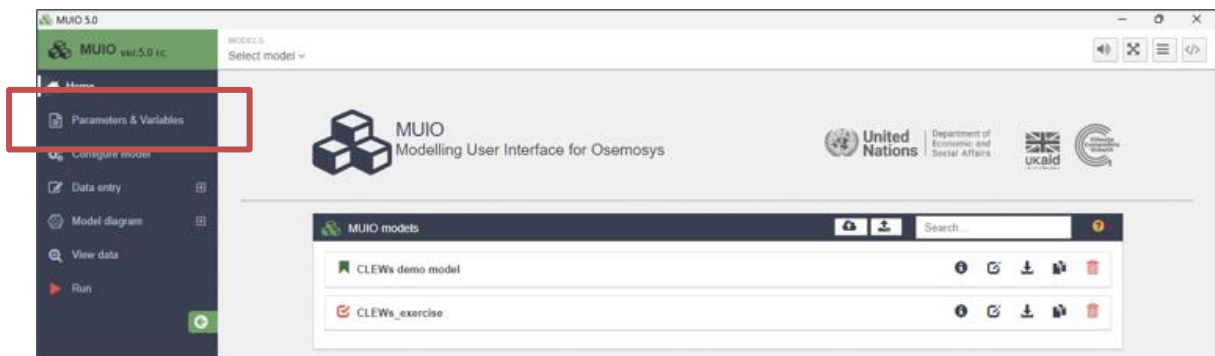 MUIO 5.0
MUIO ver.5.0 rc
MODELS:
Select model
Home
Parameters & Variables
Configure model
Data entry
Model diagram
View data
Run
MUIO
Modelling User Interface for Osemosys
United Nations
Department of
Economic and
Social Affairs
ukaid
MUIO models
Search ...
CLEWs demo model
CLEWs_exercise